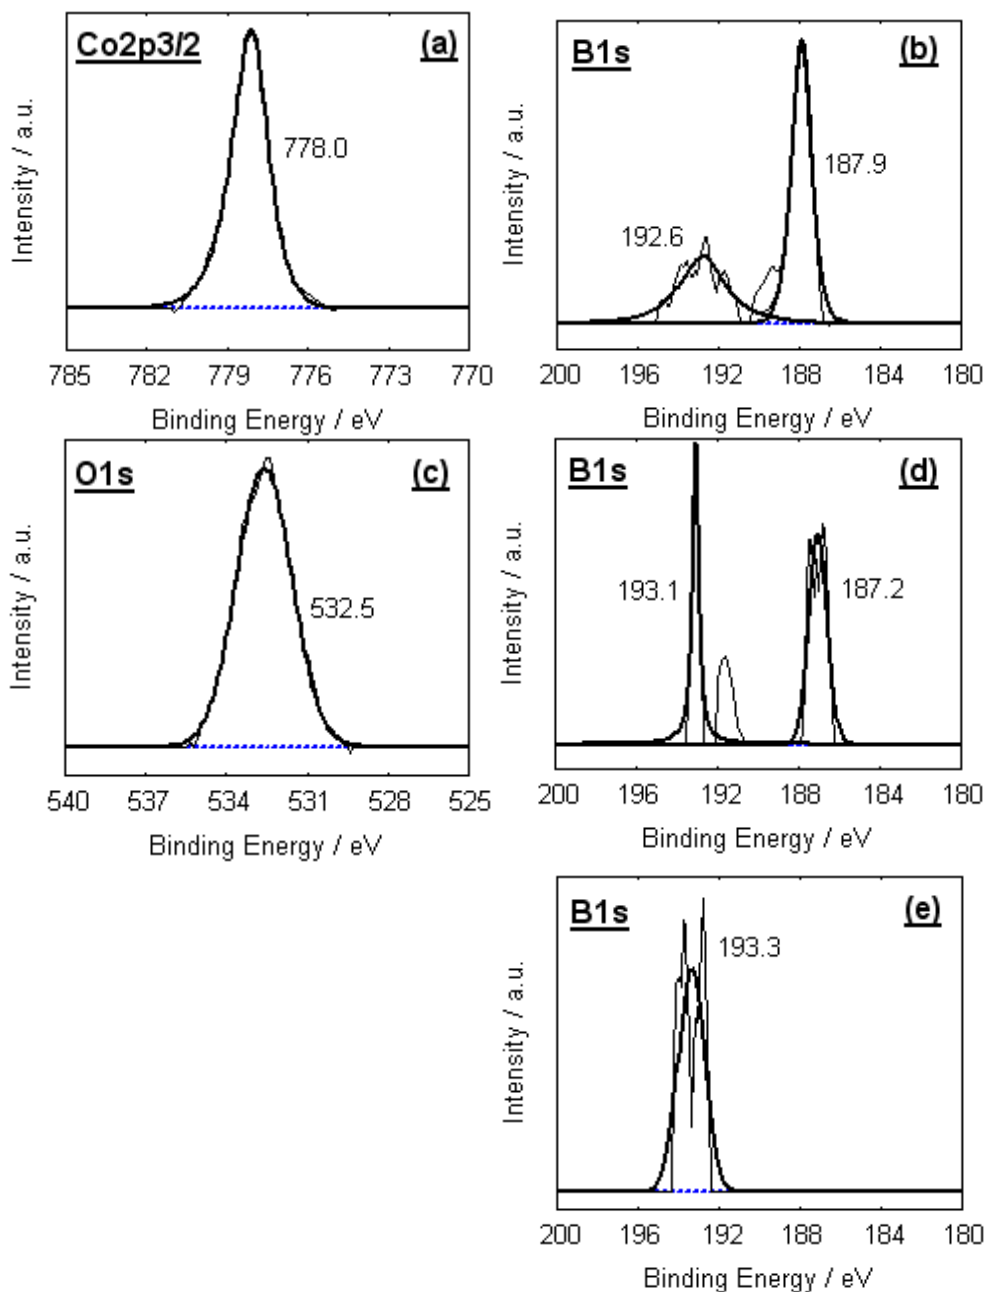 Co2p3/2 (a)
778.0
Intensity / a.u.
785 782 779 776 773 770
Binding Energy / eV
B1s (b)
187.9
192.6
Intensity / a.u.
200 196 192 188 184 180
Binding Energy / eV
O1s (c)
532.5
Intensity / a.u.
540 537 534 531 528 525
Binding Energy / eV
B1s (d)
193.1 187.2
Intensity / a.u.
200 196 192 188 184 180
Binding Energy / eV
B1s (e)
193.3
Intensity / a.u.
200 196 192 188 184 180
Binding Energy / eV